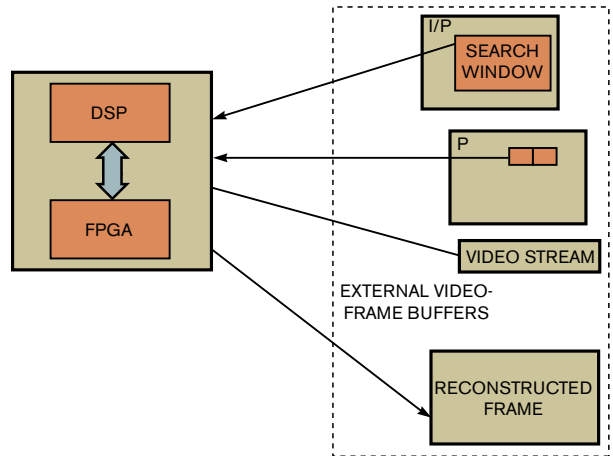 DSP
FPGA
I/P
SEARCH
WINDOW
P
VIDEO STREAM
EXTERNAL VIDEO-
FRAME BUFFERS
RECONSTRUCTED
FRAME